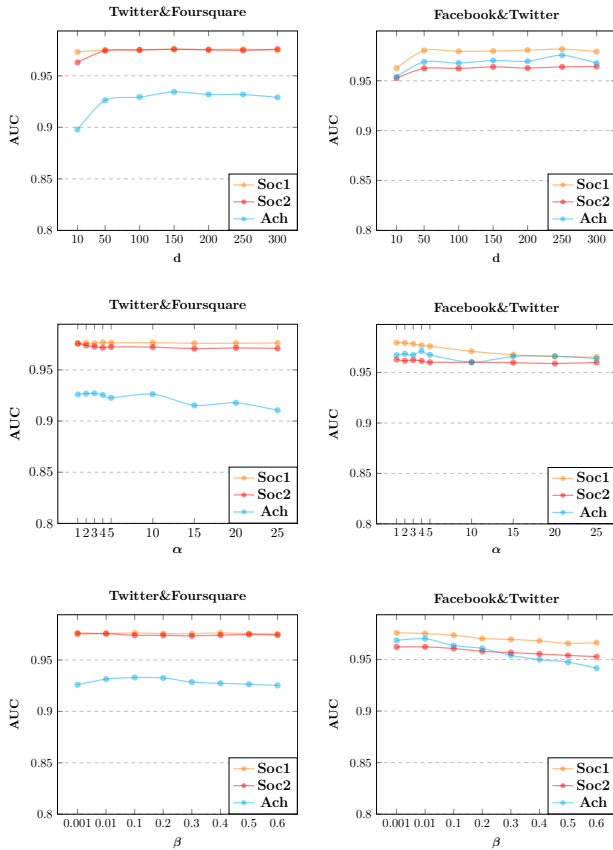 Twitter&Foursquare
AUC
0.95
0.9
0.85
0.8
Soc1
Soc2
Ach
10 50 100 150 200 250 300
d
Facebook&Twitter
AUC
0.95
0.9
0.85
0.8
Soc1
Soc2
Ach
10 50 100 150 200 250 300
d
Twitter&Foursquare
AUC
0.95
0.9
0.85
0.8
Soc1
Soc2
Ach
1 2 3 4 5 10 15 20 25
α
Facebook&Twitter
AUC
0.95
0.9
0.85
0.8
Soc1
Soc2
Ach
1 2 3 4 5 10 15 20 25
α
Twitter&Foursquare
AUC
0.95
0.9
0.85
0.8
Soc1
Soc2
Ach
0.001 0.01 0.1 0.2 0.3 0.4 0.5 0.6
β
Facebook&Twitter
AUC
0.95
0.9
0.85
0.8
Soc1
Soc2
Ach
0.001 0.01 0.1 0.2 0.3 0.4 0.5 0.6
β